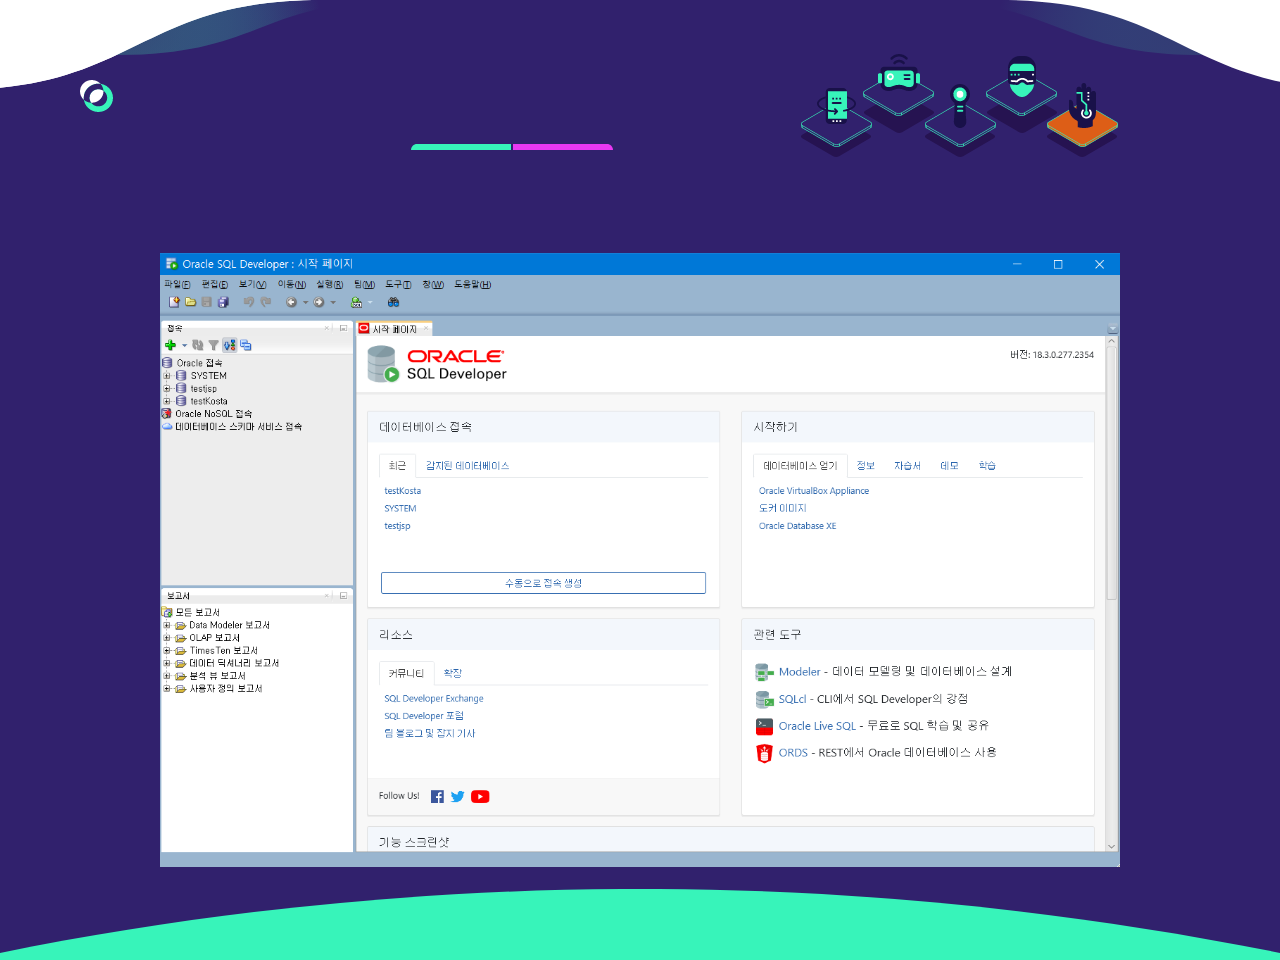 Oracle SQL Developer : 시작 페이지
파일(F) 편집(E) 보기(V) 이동(N) 실행(R) 팀(M) 도구(T) 창(W) 도움말(H)
접속
Oracle 접속
SYSTEM
testjsp
testKosta
Oracle NoSQL 접속
데이터베이스 스키마 서비스 접속
보고서
모든 보고서
Data Modeler 보고서
OLAP 보고서
TimesTen 보고서
데이터 딕셔너리 보고서
분석 뷰 보고서
사용자 정의 보고서
시작 페이지
ORACLE
SQL Developer
버전: 18.3.0.277.2354
데이터베이스 접속
최근 감지된 데이터베이스
testKosta
SYSTEM
testjsp
수동으로 접속 생성
시작하기
데이터베이스 얻기 정보 자습서 데모 학습
Oracle VirtualBox Appliance
도커 이미지
Oracle Database XE
리소스
커뮤니티 확장
SQL Developer Exchange
SQL Developer 포럼
팀 블로그 및 잡지 기사
Follow Us!
관련 도구
Modeler - 데이터 모델링 및 데이터베이스 설계
SQLcl - CLI에서 SQL Developer의 강점
Oracle Live SQL - 무료로 SQL 학습 및 공유
ORDS - REST에서 Oracle 데이터베이스 사용
기능 스크린샷